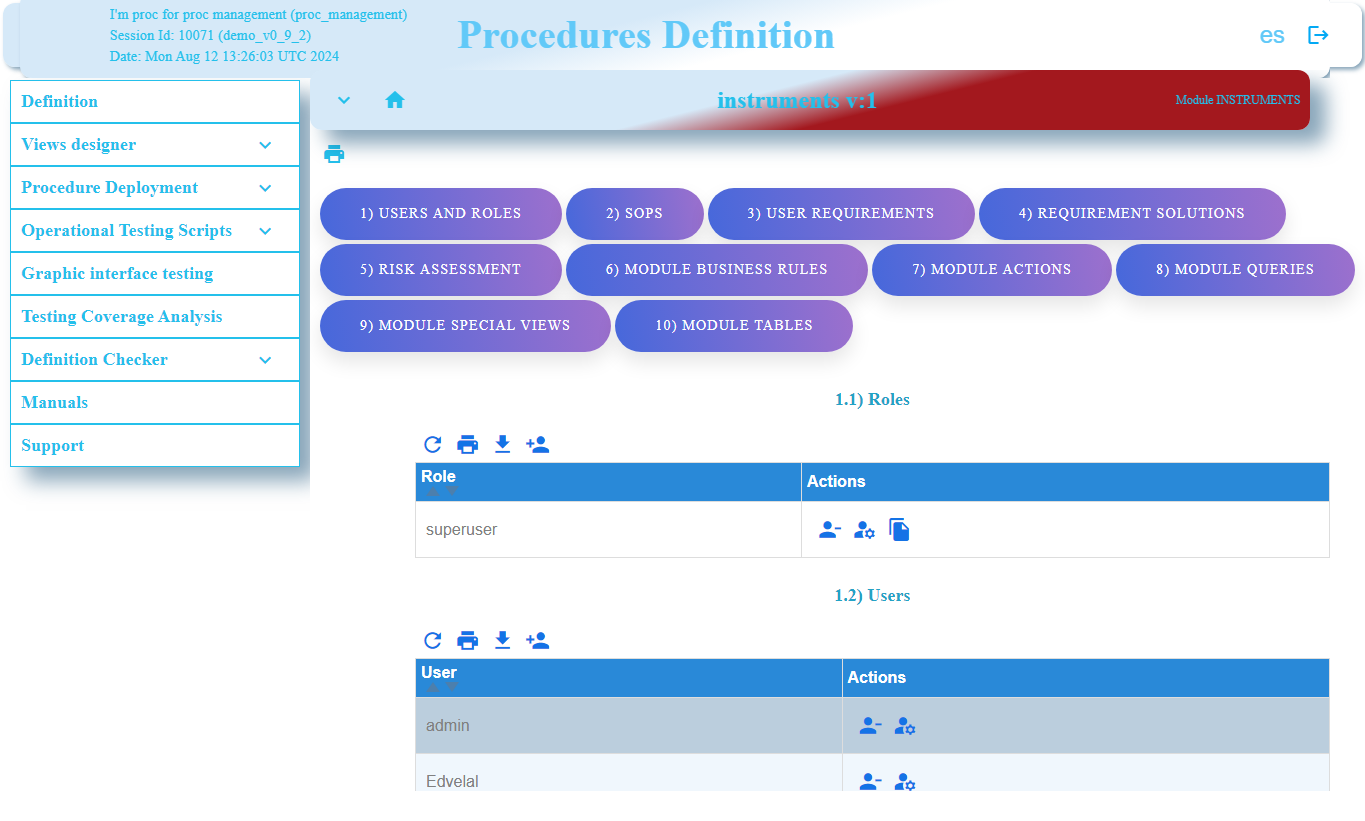 I'm proc for proc management (proc_management)
Session Id: 10071 (demo_v0_9_2)
Date: Mon Aug 12 13:26:03 UTC 2024
Procedures Definition
es
Definition
Views designer
Procedure Deployment
Operational Testing Scripts
Graphic interface testing
Testing Coverage Analysis
Definition Checker
Manuals
Support
instruments v:1
Module INSTRUMENTS
1) USERS AND ROLES 2) SOPS 3) USER REQUIREMENTS 4) REQUIREMENT SOLUTIONS
5) RISK ASSESSMENT 6) MODULE BUSINESS RULES 7) MODULE ACTIONS 8) MODULE QUERIES
9) MODULE SPECIAL VIEWS 10) MODULE TABLES
1.1) Roles
Role Actions
superuser
1.2) Users
User Actions
admin
Edvelal